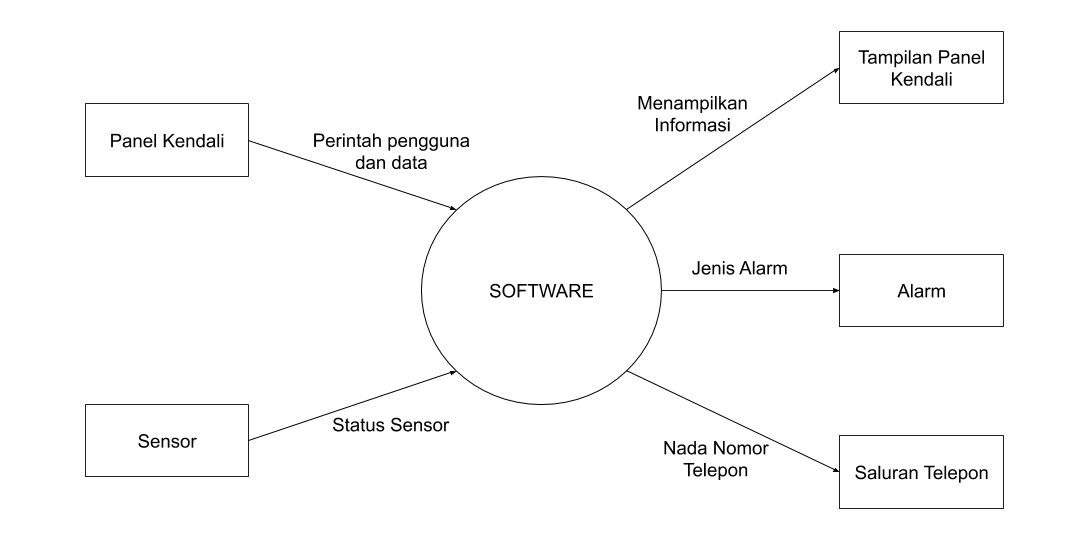 Tampilan Panel
Kendali
Menampilkan
Informasi
Panel Kendali
Perintah pengguna
dan data
SOFTWARE
Jenis Alarm
Alarm
Sensor
Status Sensor
Nada Nomor
Telepon
Saluran Telepon